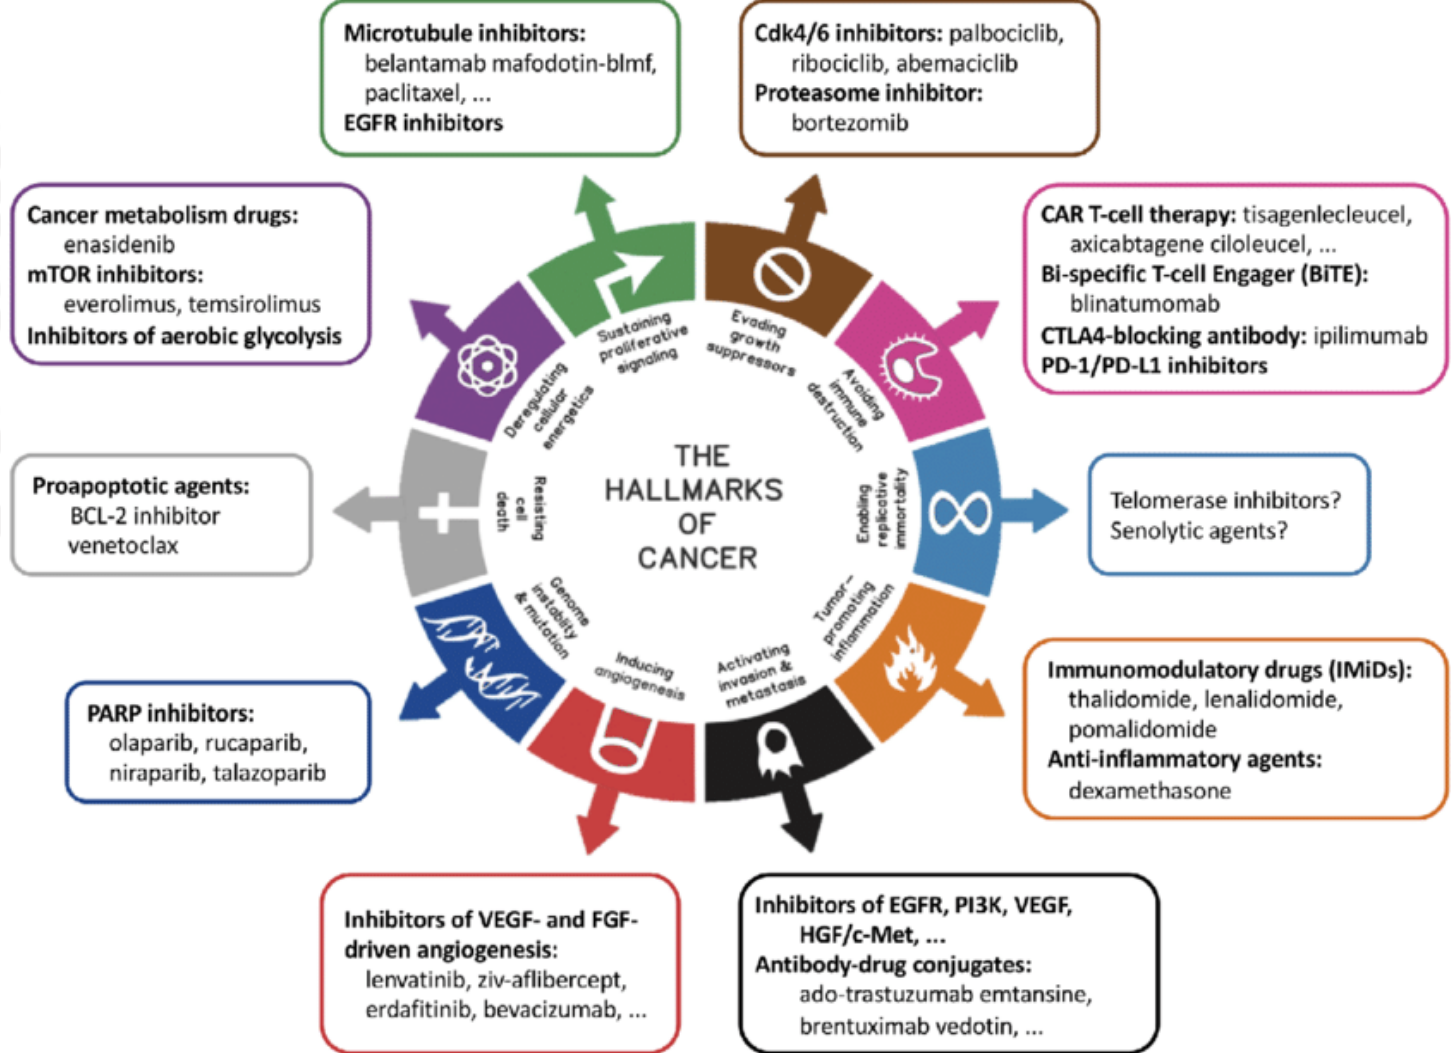 Microtubule inhibitors:
belantamab mafodotin-blmf,
paclitaxel, ...
EGFR inhibitors
Cdk4/6 inhibitors: palbociclib,
ribociclib, abemaciclib
Proteasome inhibitor:
bortezomib
Cancer metabolism drugs:
enasidenib
mTOR inhibitors:
everolimus, temsirolimus
Inhibitors of aerobic glycolysis
CAR T-cell therapy: tisagenlecleucel,
axicabtagene ciloleucel, ...
Bi-specific T-cell Engager (BiTE):
blinatumomab
CTLA4-blocking antibody: ipilimumab
PD-1/PD-L1 inhibitors
Sustaining
proliferative
signaling
Evading
growth
suppressors
Deregulating
cellular
energetics
Avoiding
immune
destruction
THE
HALLMARKS
OF
CANCER
Resisting
cell
death
Enabling
replicative
immortality
Proapoptotic agents:
BCL-2 inhibitor
venetoclax
Telomerase inhibitors?
Senolytic agents?
Genome
instability
& mutation
Inducing
angiogenesis
Activating
invasion &
metastasis
Tumor-
promoting
inflammation
PARP inhibitors:
olaparib, rucaparib,
niraparib, talazoparib
Immunomodulatory drugs (IMiDs):
thalidomide, lenalidomide,
pomalidomide
Anti-inflammatory agents:
dexamethasone
Inhibitors of VEGF- and FGF-
driven angiogenesis:
lenvatinib, ziv-aflibercept,
erdafitinib, bevacizumab, ...
Inhibitors of EGFR, PI3K, VEGF,
HGF/c-Met, ...
Antibody-drug conjugates:
ado-trastuzumab emtansine,
brentuximab vedotin, ...